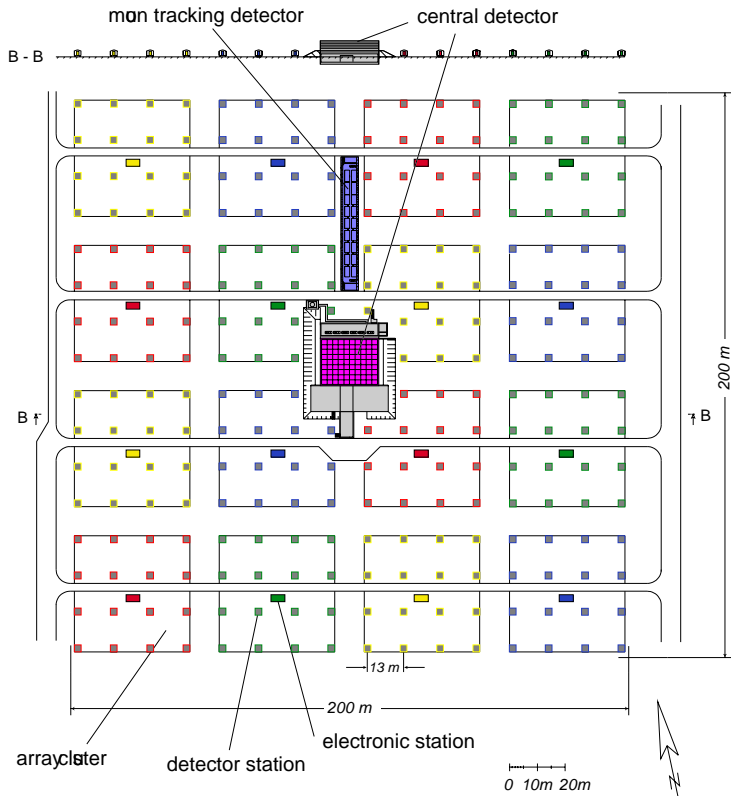 muon tracking detector
central detector
B - B
200 m
B
B
13 m
200 m
electronic station
array cluster
detector station
0 10m 20m